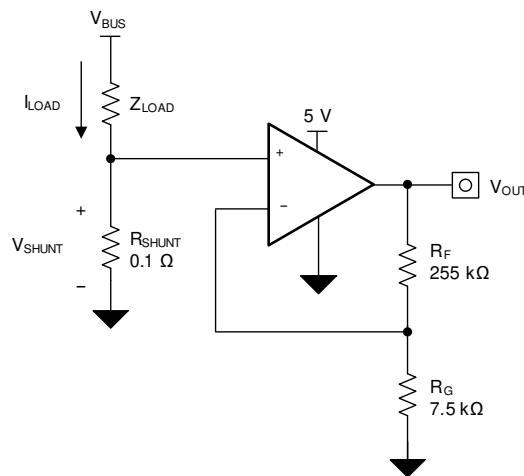 VBUS
ILOAD
ZLOAD
5 V
+
−
VOUT
+
VSHUNT
−
RSHUNT
0.1 Ω
RF
255 kΩ
RG
7.5 kΩ